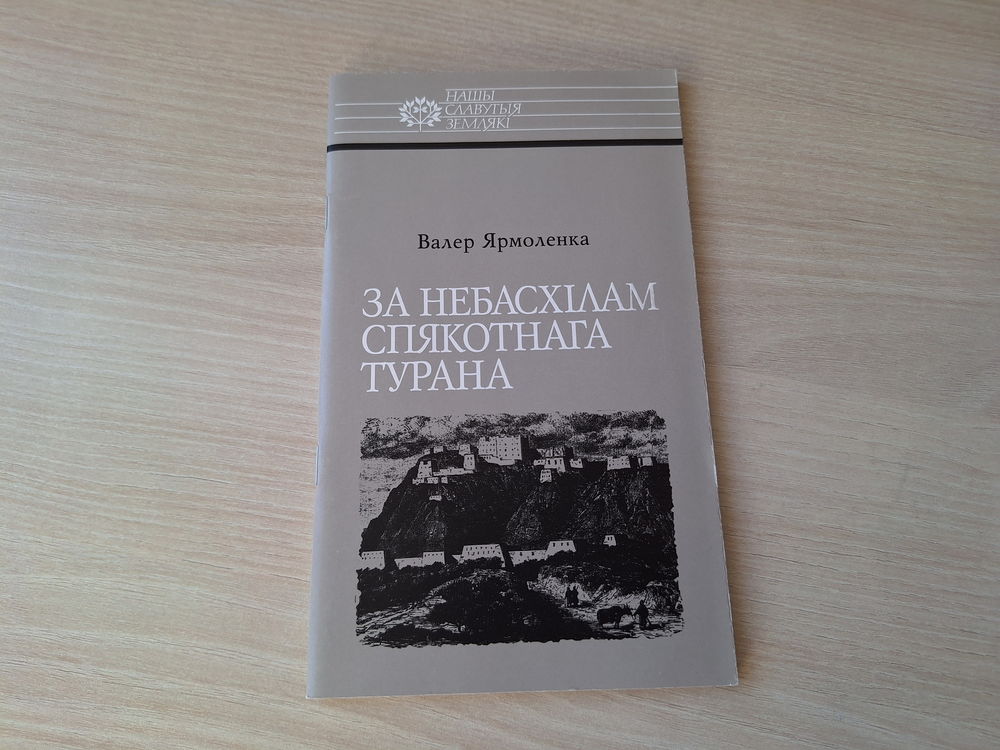 НАШЫ
СЛАВУТЫЯ
ЗЕМЛЯКІ
Валер Ярмоленка
ЗА НЕБАСХІЛАМ
СПЯКОТНАГА
ТУРАНА